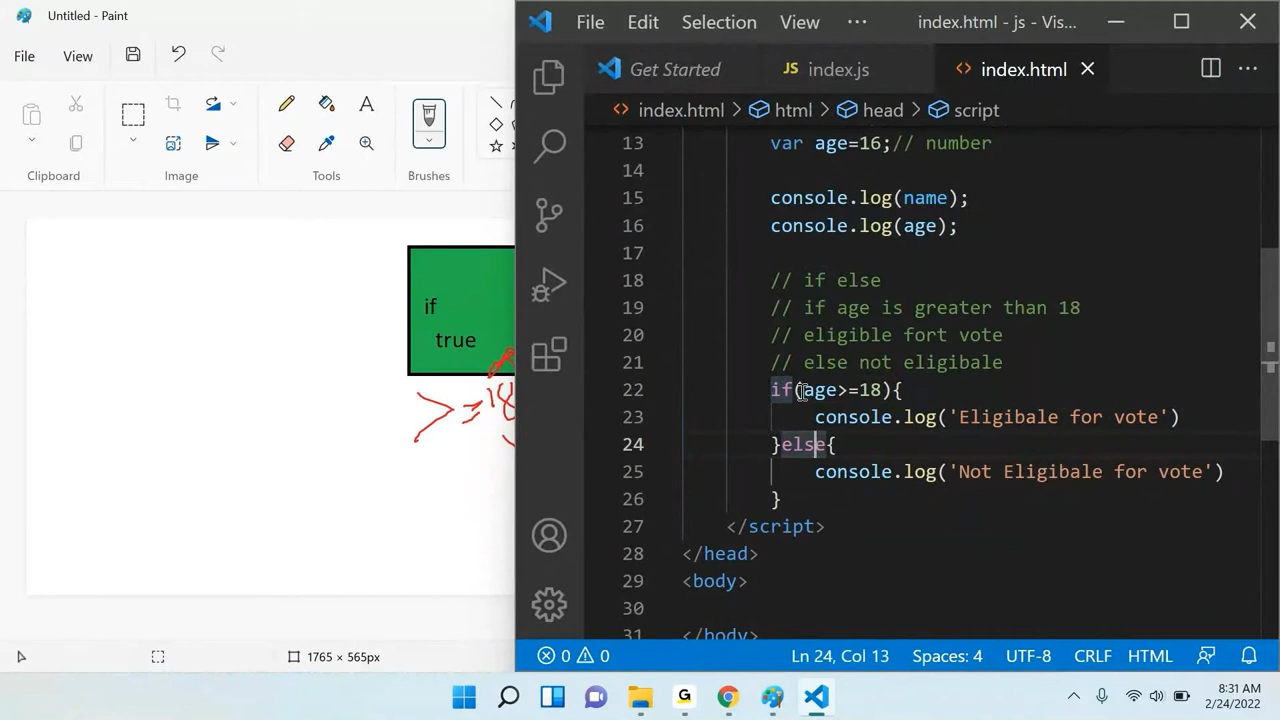 Untitled - Paint
File View
Clipboard Image Tools Brushes
if
true
>=18
1765 × 565px
File Edit Selection View ··· index.html - js - Vis...
Get Started JS index.js index.html
index.html > html > head > script
13 var age=16;// number
14
15 console.log(name);
16 console.log(age);
17
18 // if else
19 // if age is greater than 18
20 // eligible fort vote
21 // else not eligibale
22 if(age>=18){
23 console.log('Eligibale for vote')
24 }else{
25 console.log('Not Eligibale for vote')
26 }
27 </script>
28 </head>
29 <body>
30
31 </body>
0 0 Ln 24, Col 13 Spaces: 4 UTF-8 CRLF HTML
G
8:31 AM
2/24/2022